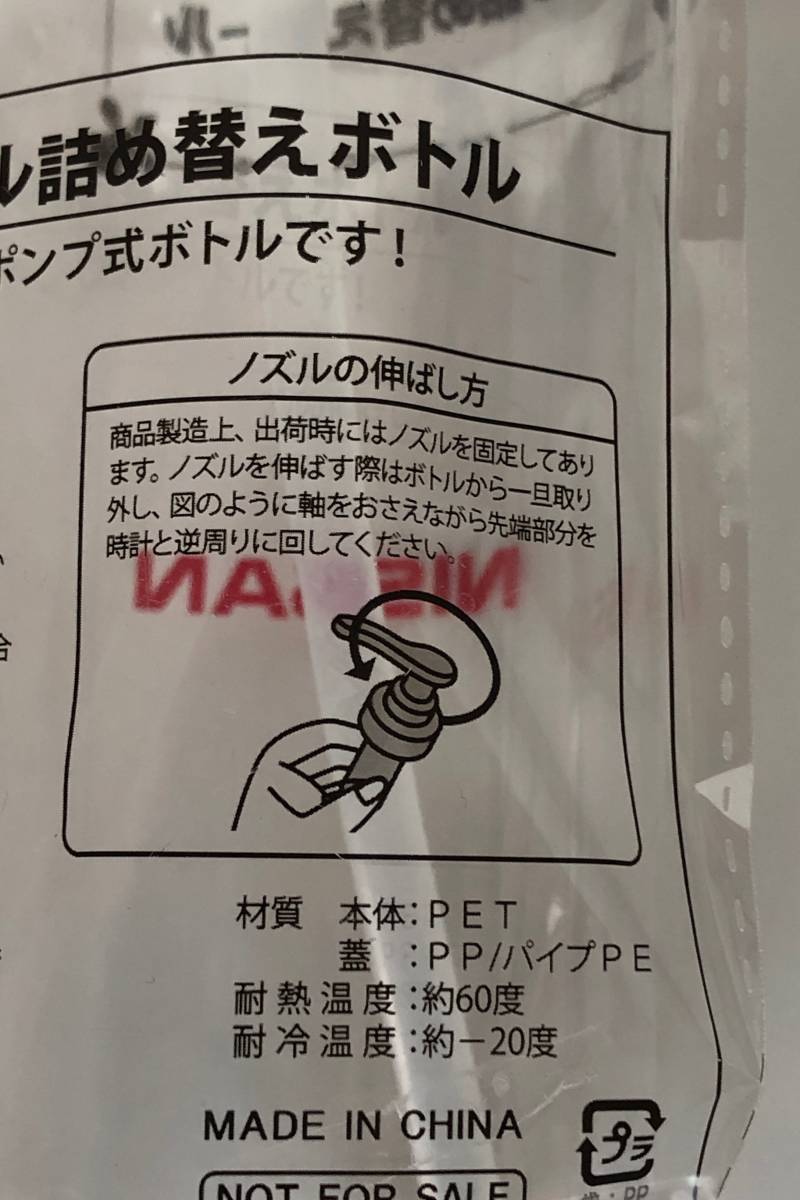 ル詰め替えボトル
ポンプ式ボトルです！
ノズルの伸ばし方
商品製造上、出荷時にはノズルを固定してあり
ます。ノズルを伸ばす際はボトルから一旦取り
外し、図のように軸をおさえながら先端部分を
時計と逆周りに回してください。
NISSAN
材質 本体：ＰＥＴ
蓋 ：ＰＰ/パイプＰＥ
耐熱温度：約60度
耐冷温度：約－20度
MADE IN CHINA
プラ
NOT FOR SALE